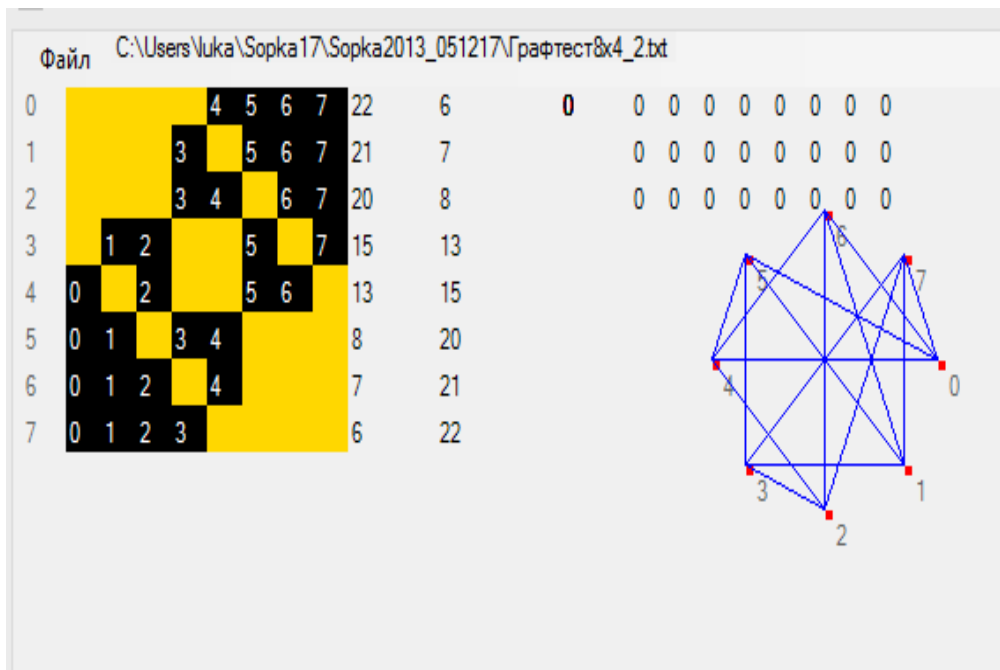 Файл C:\Users\luka\Sopka17\Sopka2013_051217\Графтест8x4_2.txt
0 4 5 6 7 22 6 0 0 0 0 0 0 0 0 0
1 3 5 6 7 21 7 0 0 0 0 0 0 0 0
2 3 4 6 7 20 8 0 0 0 0 0 0 0 0
3 1 2 5 7 15 13
4 0 2 5 6 13 15
5 0 1 3 4 8 20
6 0 1 2 4 7 21
7 0 1 2 3 6 22
6
5 7
4 0
3 1
2